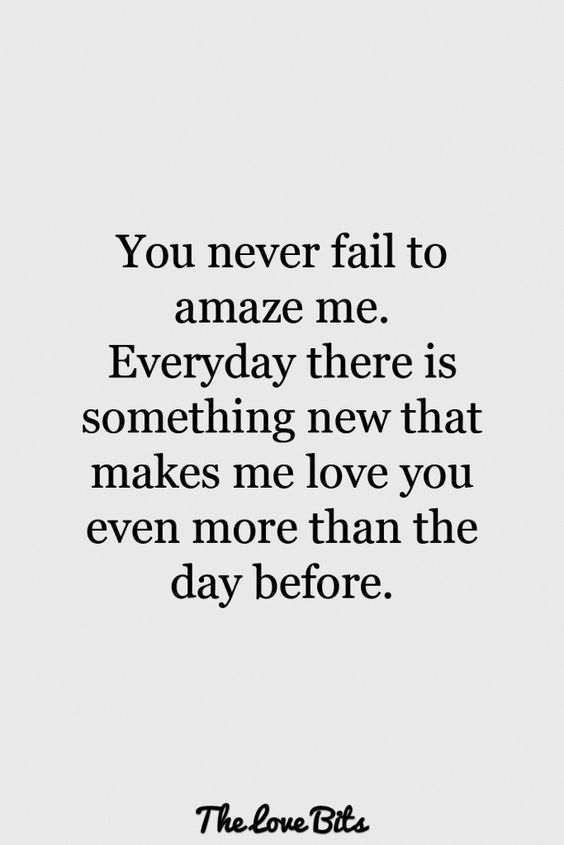 You never fail to
amaze me.
Everyday there is
something new that
makes me love you
even more than the
day before.
The Love Bits